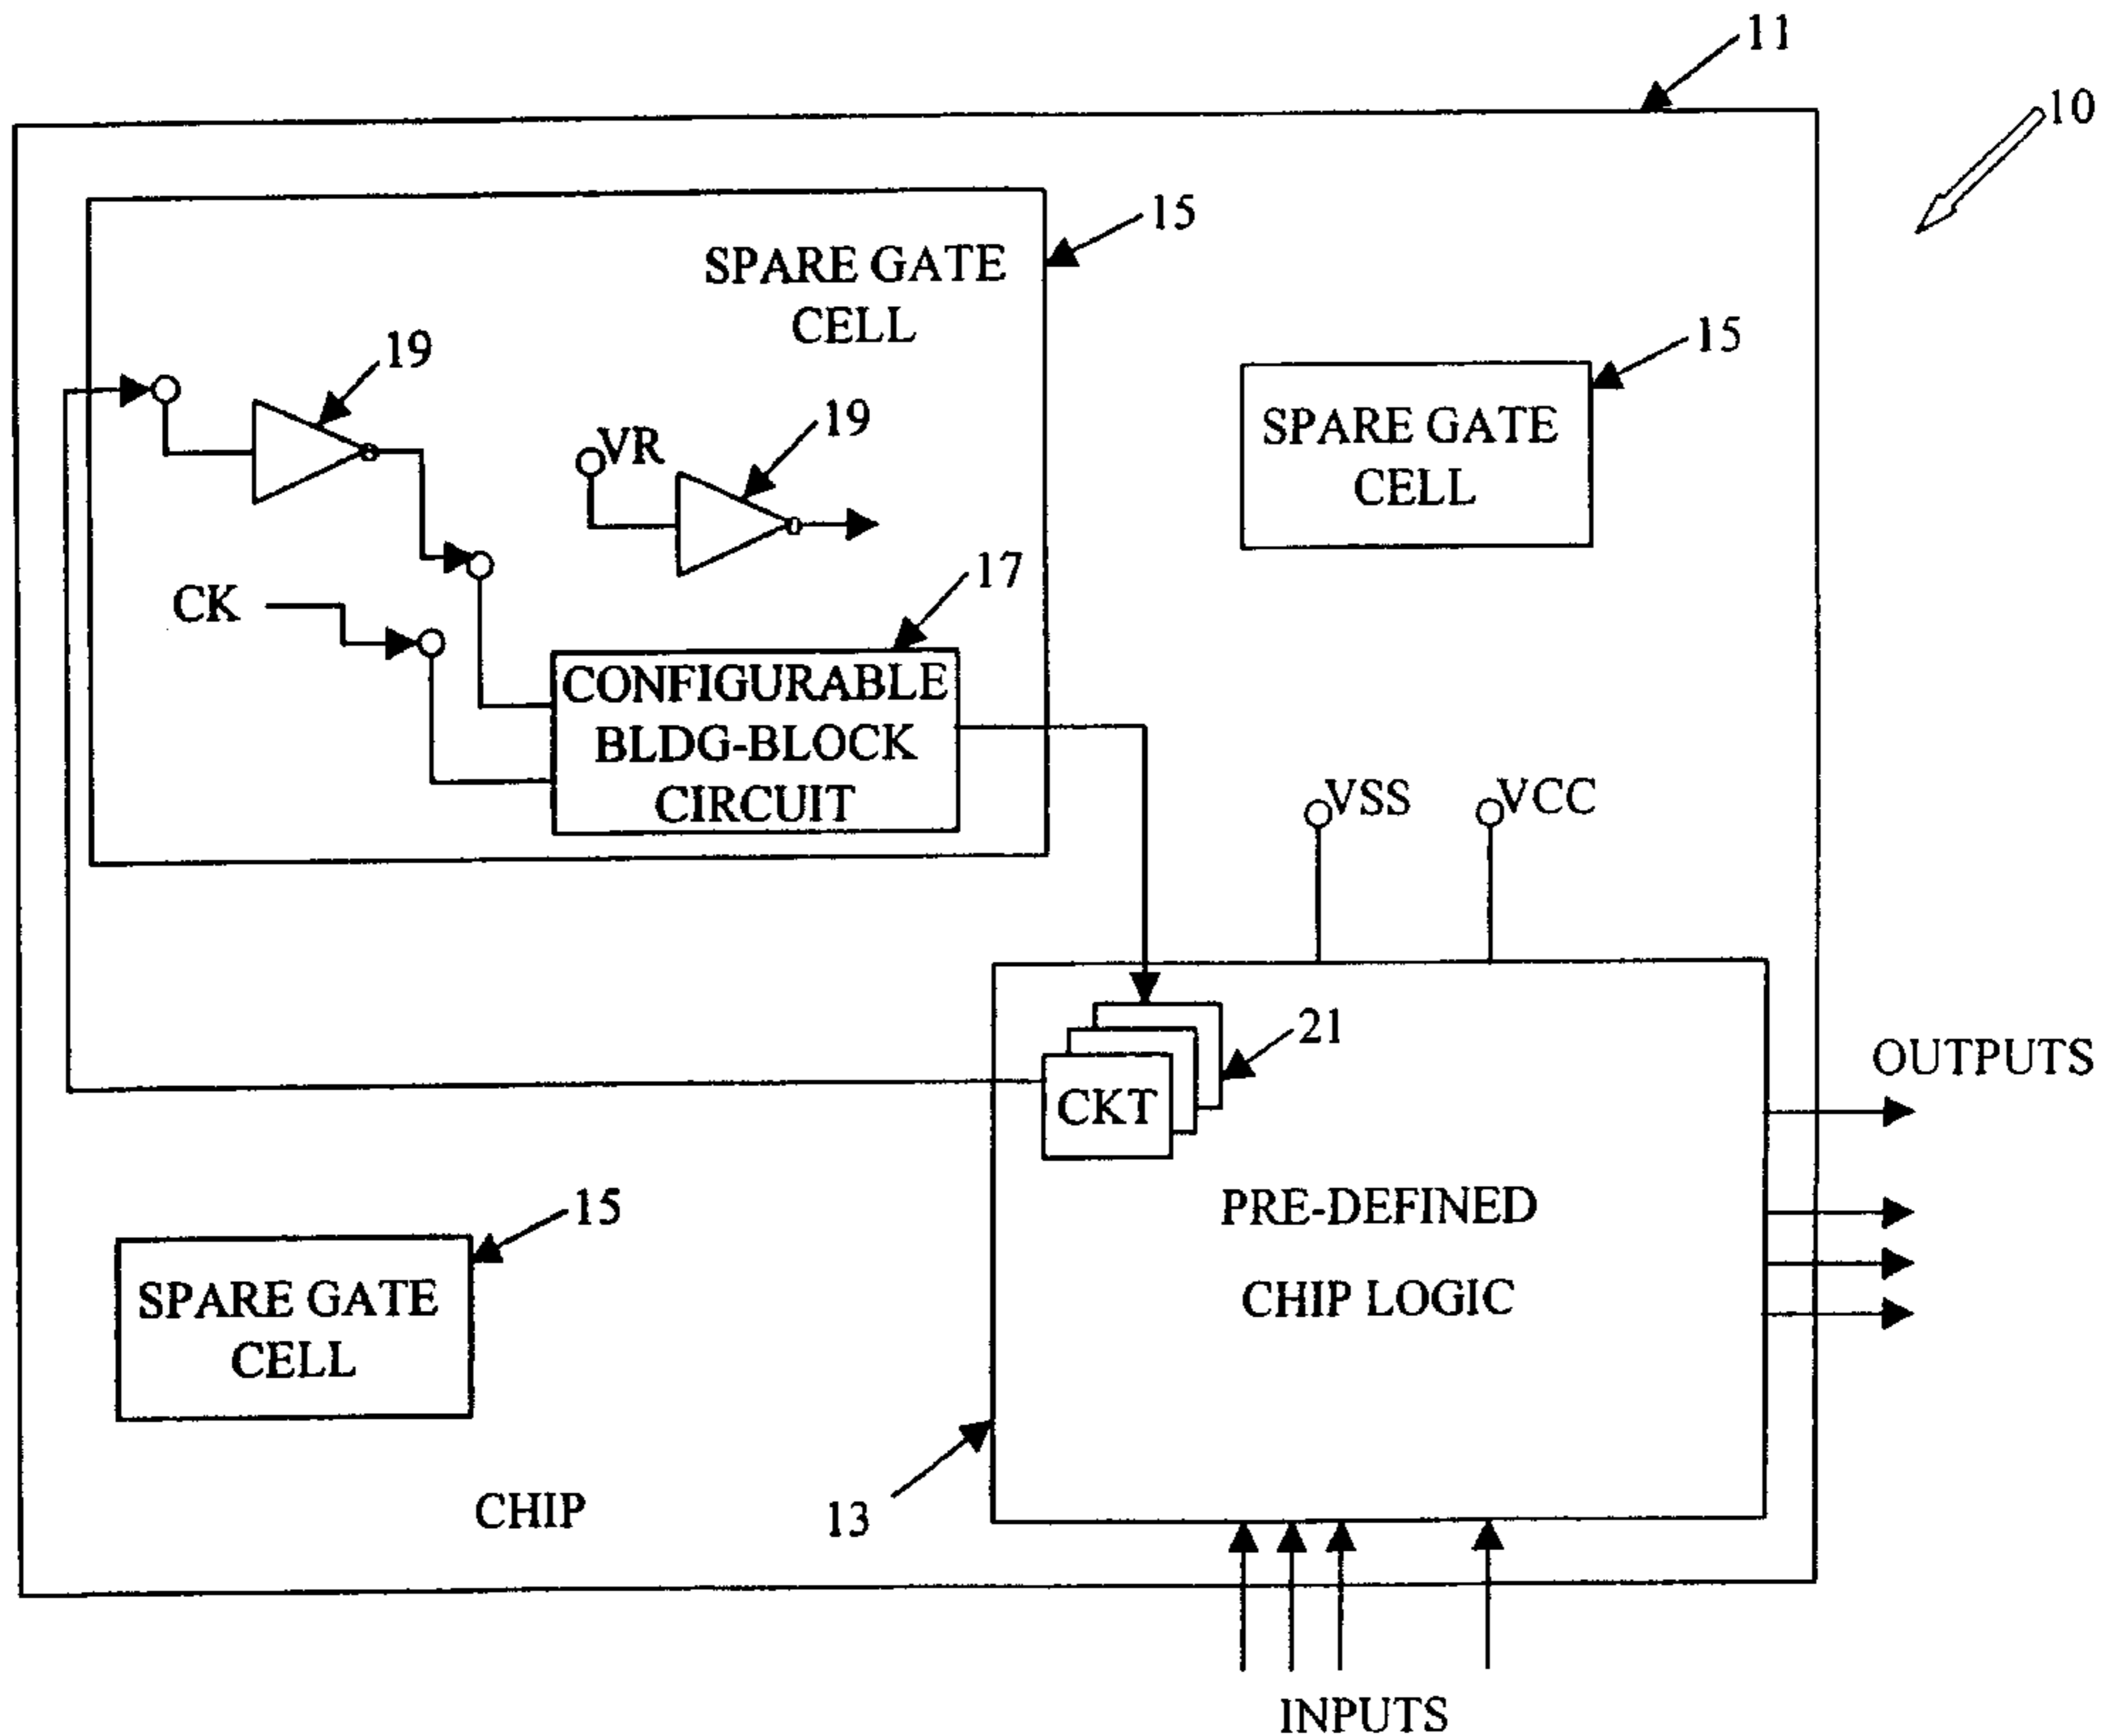 11
10
15
SPARE GATE
CELL
19
15
VR
19
SPARE GATE
CELL
17
CK
CONFIGURABLE
BLDG-BLOCK
CIRCUIT
VSS
VCC
21
OUTPUTS
CKT
15
PRE-DEFINED
CHIP LOGIC
SPARE GATE
CELL
CHIP
13
INPUTS